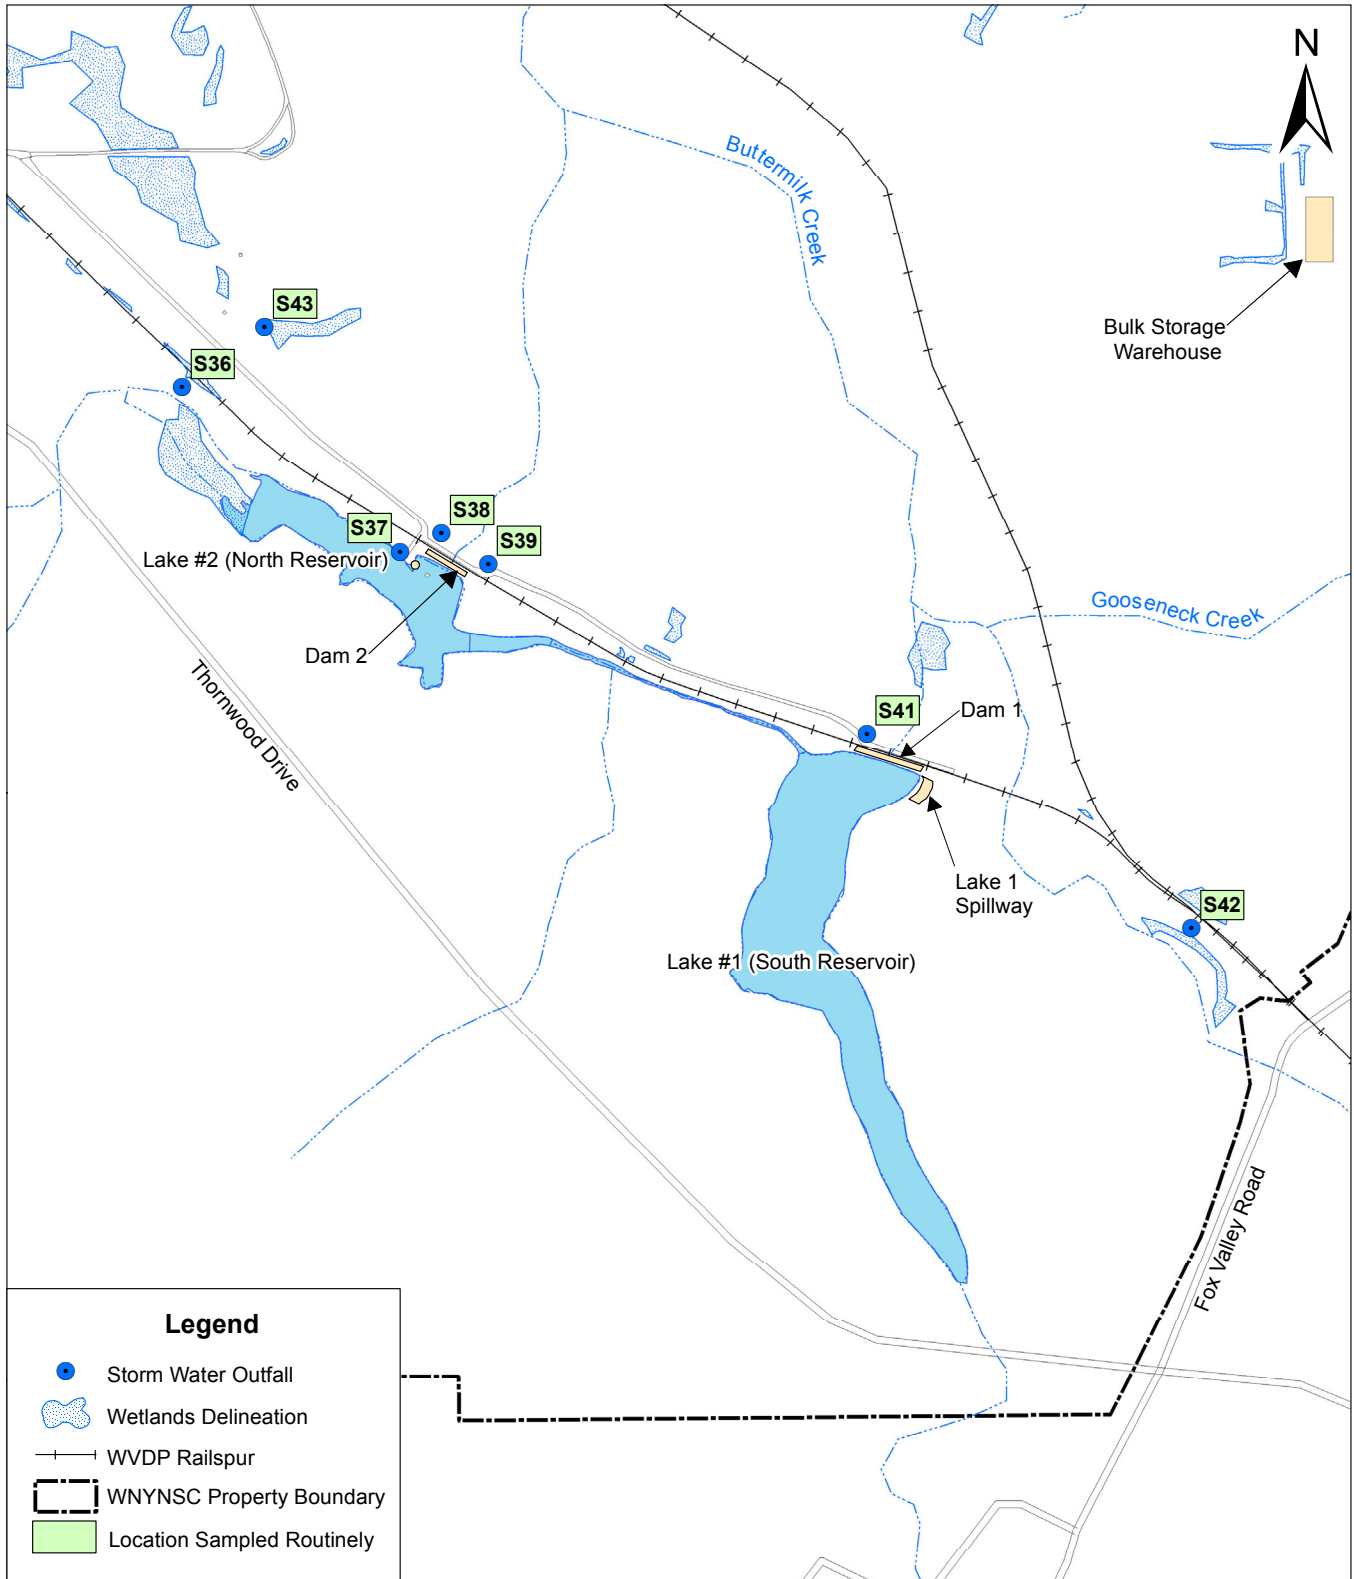 N
Buttermilk Creek
Bulk Storage
Warehouse
S43
S36
S38
S37
S39
Lake #2 (North Reservoir)
Gooseneck Creek
Dam 2
Thornwood Drive
S41
Dam 1
Lake 1
Spillway
S42
Lake #1 (South Reservoir)
Fox Valley Road
Legend
Storm Water Outfall
Wetlands Delineation
WVDP Railspur
WNYNSC Property Boundary
Location Sampled Routinely